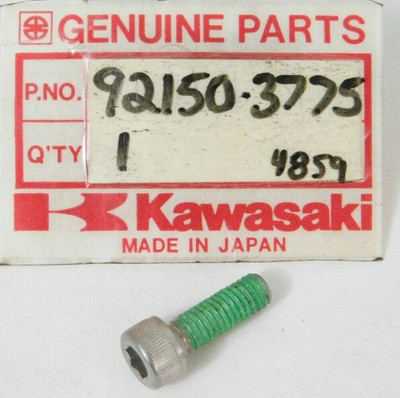 GENUINE PARTS
P.NO. 92150-3775
Q'TY 1 4859
Kawasaki
MADE IN JAPAN